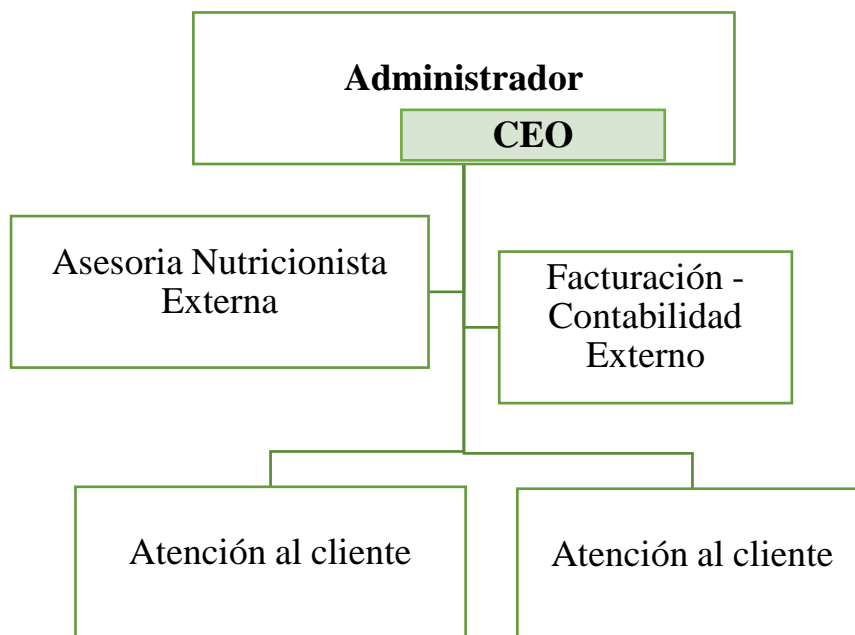 Administrador
CEO
Asesoria Nutricionista
Externa
Facturación -
Contabilidad
Externo
Atención al cliente
Atención al cliente